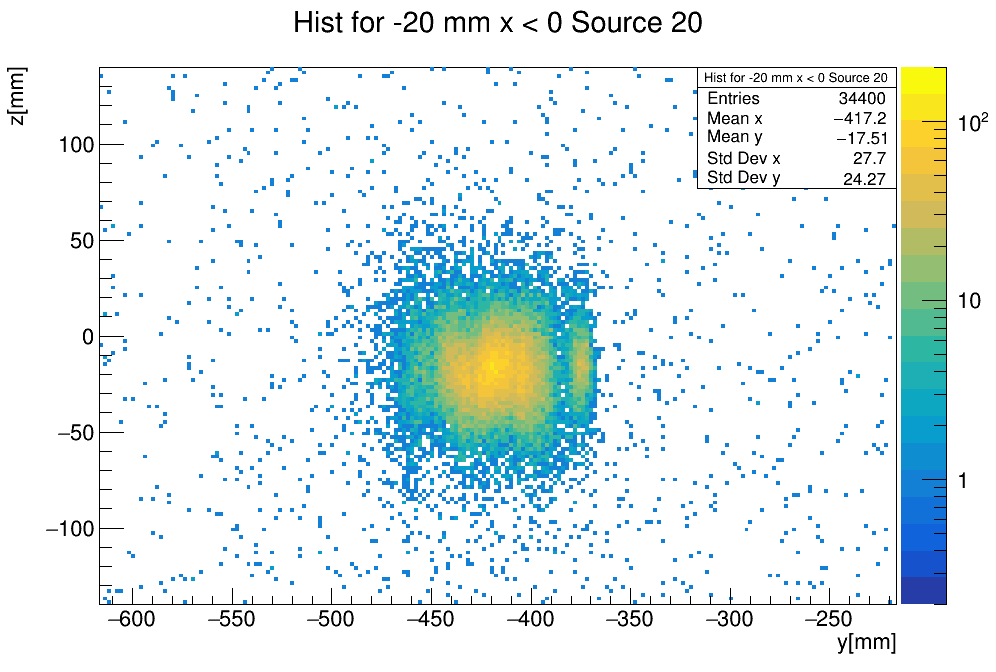 Hist for -20 mm x < 0 Source 20
z[mm]
Hist for -20 mm x < 0 Source 20
Entries 34400
Mean x −417.2
Mean y −17.51
Std Dev x 27.7
Std Dev y 24.27
100
50
0
−50
−100
−600 −550 −500 −450 −400 −350 −300 −250
y[mm]
10²
10
1